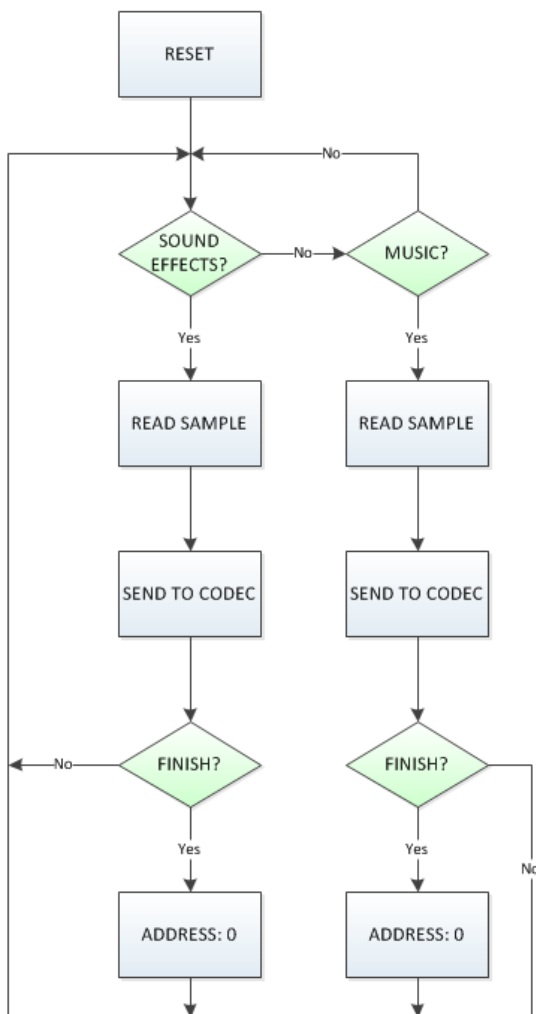 RESET
No
SOUND
EFFECTS?
No
MUSIC?
Yes
Yes
READ SAMPLE
READ SAMPLE
SEND TO CODEC
SEND TO CODEC
FINISH?
No
FINISH?
Yes
Yes
No
ADDRESS: 0
ADDRESS: 0